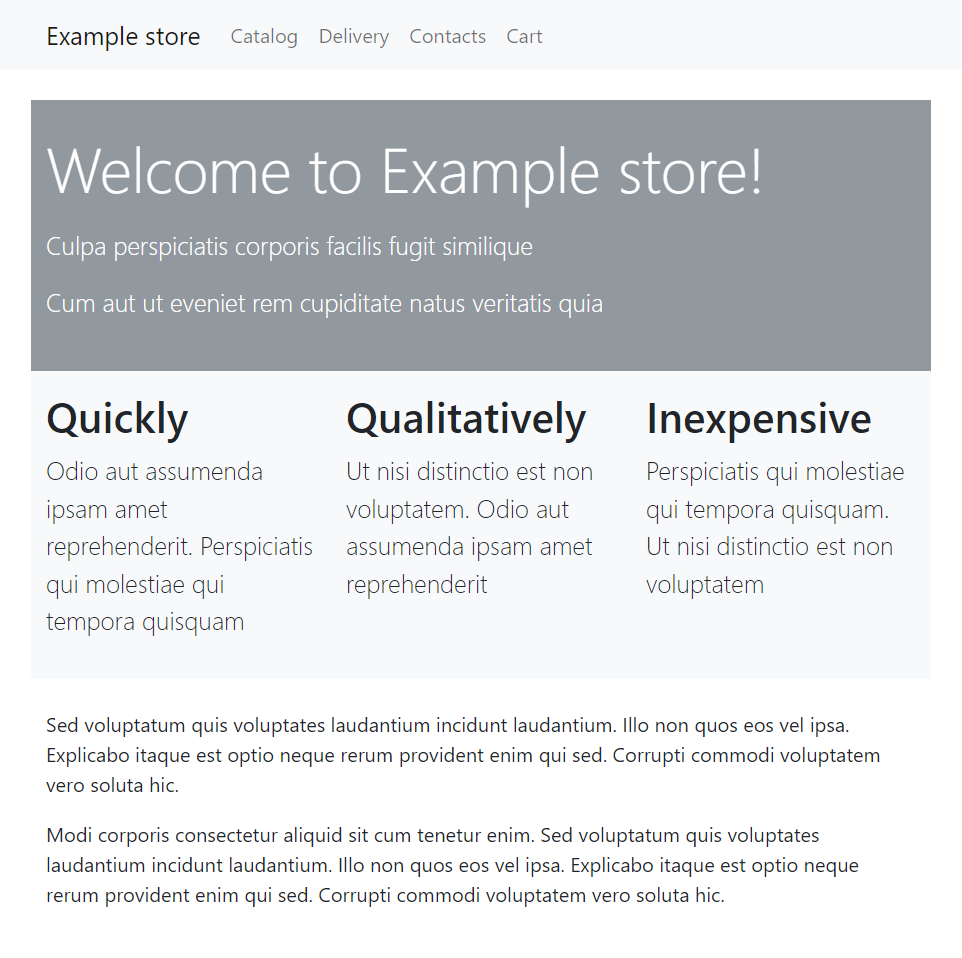 Example store Catalog Delivery Contacts Cart
Welcome to Example store!
Culpa perspiciatis corporis facilis fugit similique
Cum aut ut eveniet rem cupiditate natus veritatis quia
Quickly
Odio aut assumenda
ipsam amet
reprehenderit. Perspiciatis
qui molestiae qui
tempora quisquam
Qualitatively
Ut nisi distinctio est non
voluptatem. Odio aut
assumenda ipsam amet
reprehenderit
Inexpensive
Perspiciatis qui molestiae
qui tempora quisquam.
Ut nisi distinctio est non
voluptatem
Sed voluptatum quis voluptates laudantium incidunt laudantium. Illo non quos eos vel ipsa.
Explicabo itaque est optio neque rerum provident enim qui sed. Corrupti commodi voluptatem
vero soluta hic.
Modi corporis consectetur aliquid sit cum tenetur enim. Sed voluptatum quis voluptates
laudantium incidunt laudantium. Illo non quos eos vel ipsa. Explicabo itaque est optio neque
rerum provident enim qui sed. Corrupti commodi voluptatem vero soluta hic.